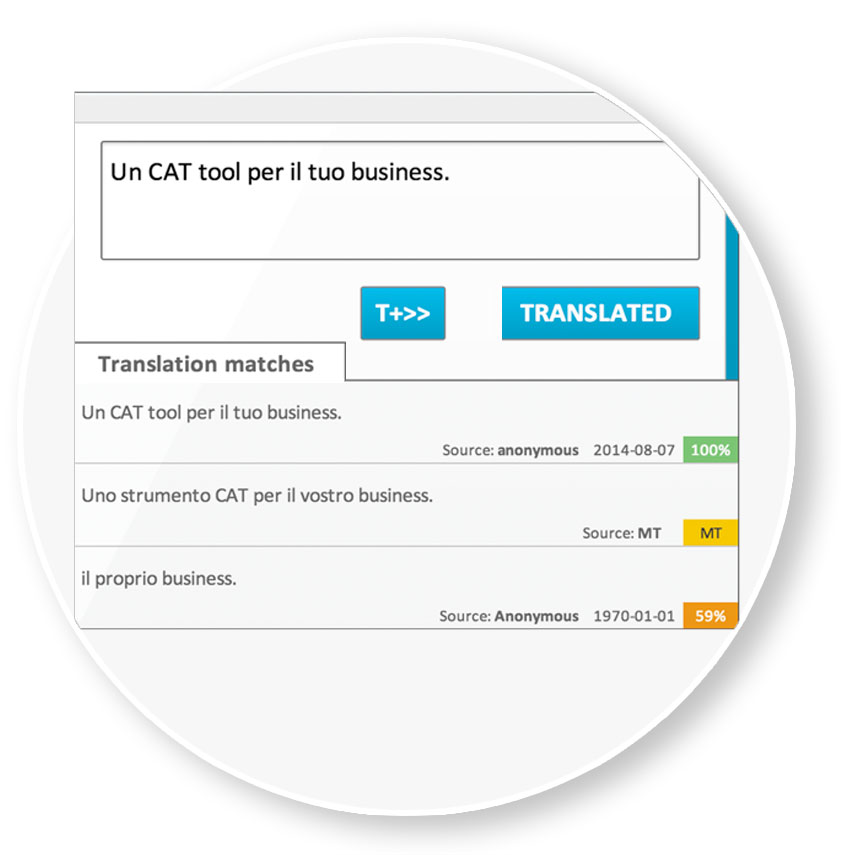 Un CAT tool per il tuo business.
T+>> TRANSLATED
Translation matches
Un CAT tool per il tuo business.
Source: anonymous 2014-08-07 100%
Uno strumento CAT per il vostro business.
Source: MT MT
il proprio business.
Source: Anonymous 1970-01-01 59%